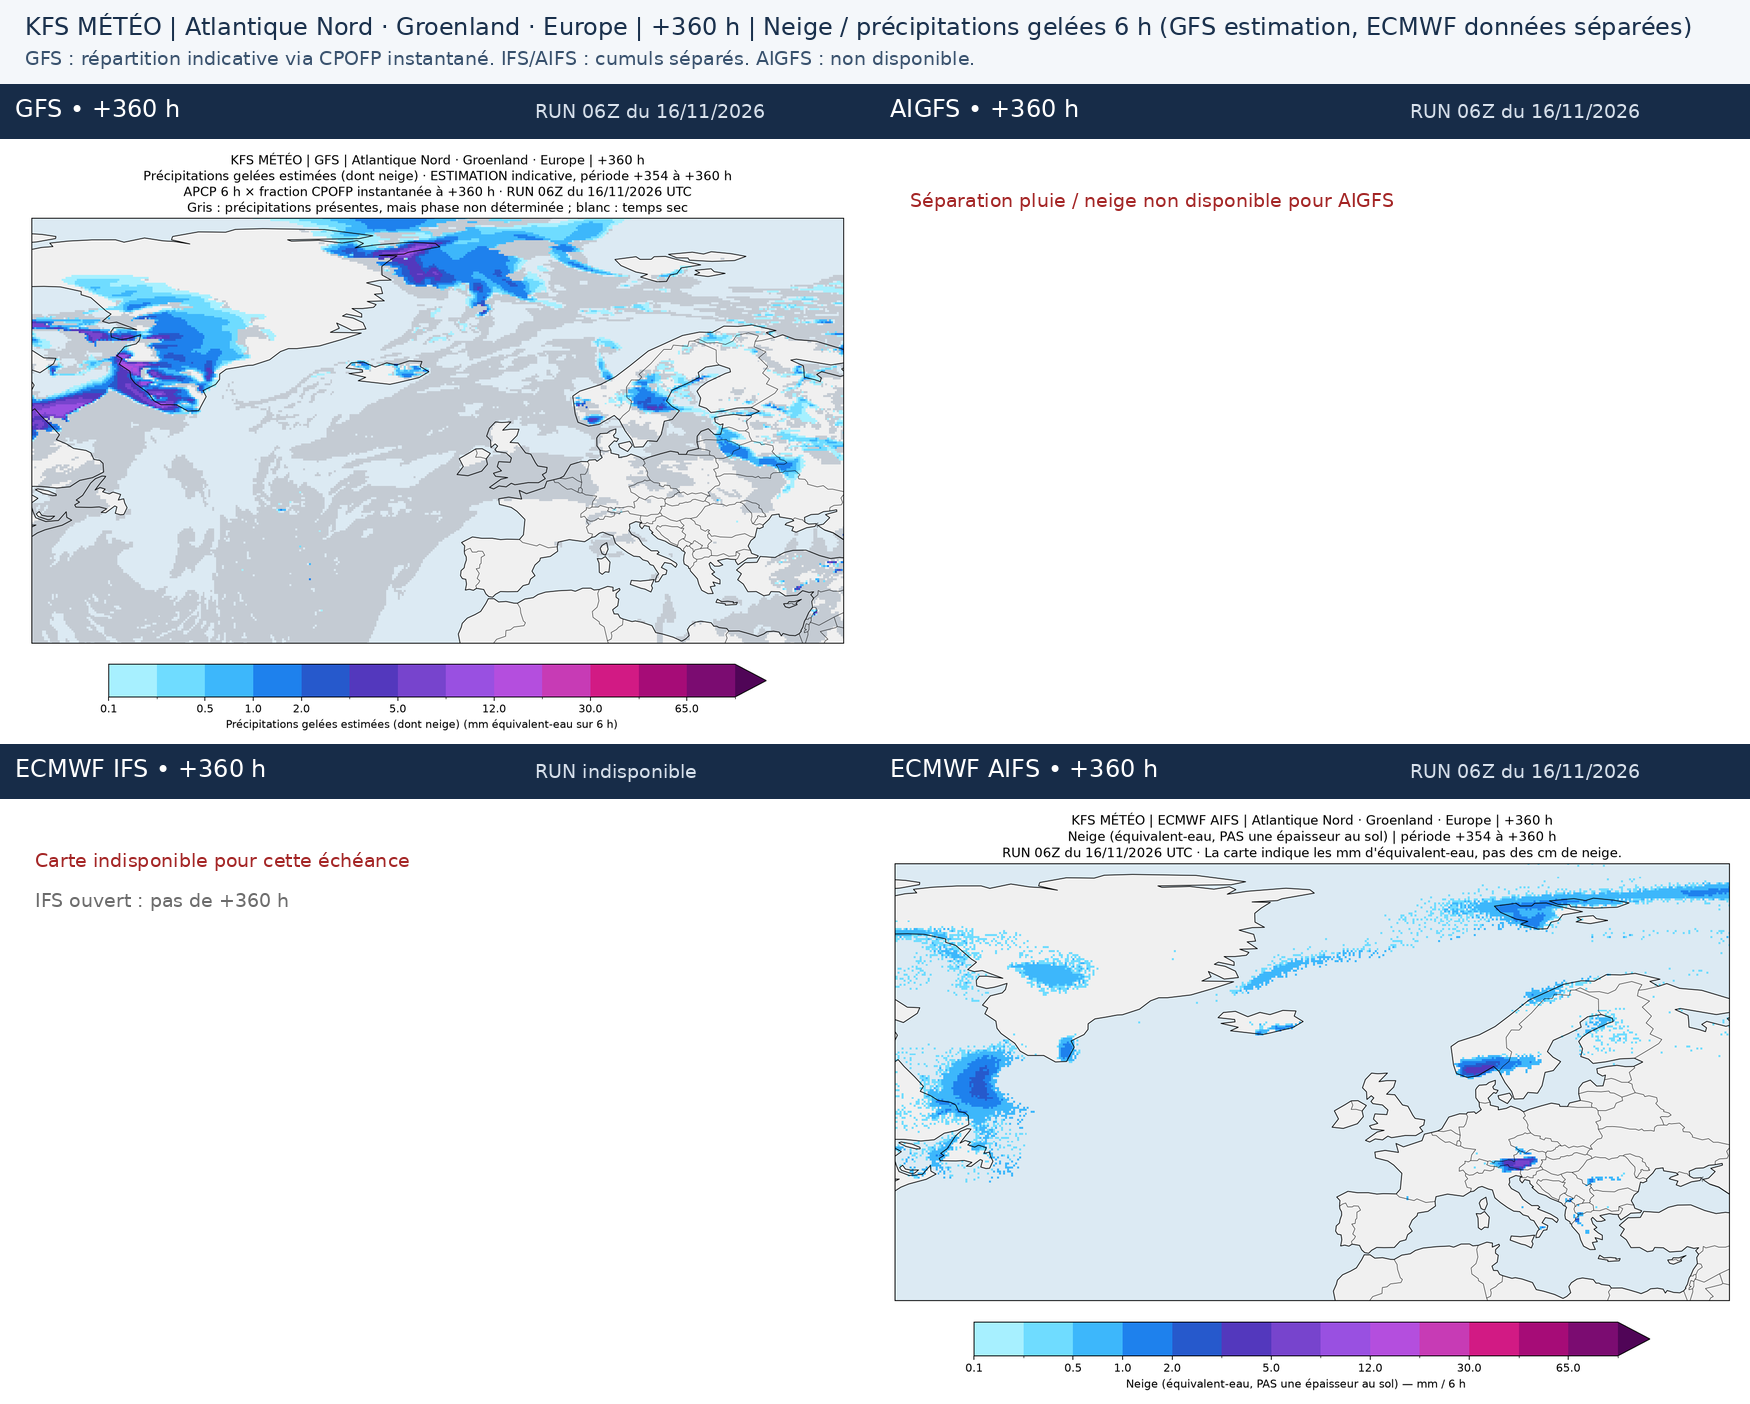 KFS MÉTÉO | Atlantique Nord · Groenland · Europe | +360 h | Neige / précipitations gelées 6 h (GFS estimation, ECMWF données séparées)
GFS : répartition indicative via CPOFP instantané. IFS/AIFS : cumuls séparés. AIGFS : non disponible.
GFS • +360 h RUN 06Z du 16/11/2026
KFS MÉTÉO | GFS | Atlantique Nord · Groenland · Europe | +360 h
Précipitations gelées estimées (dont neige) · ESTIMATION indicative, période +354 à +360 h
APCP 6 h × fraction CPOFP instantanée à +360 h · RUN 06Z du 16/11/2026 UTC
Gris : précipitations présentes, mais phase non déterminée ; blanc : temps sec
0.1 0.5 1.0 2.0 5.0 12.0 30.0 65.0
Précipitations gelées estimées (dont neige) (mm équivalent-eau sur 6 h)
AIGFS • +360 h RUN 06Z du 16/11/2026
Séparation pluie / neige non disponible pour AIGFS
ECMWF IFS • +360 h RUN indisponible
Carte indisponible pour cette échéance
IFS ouvert : pas de +360 h
ECMWF AIFS • +360 h RUN 06Z du 16/11/2026
KFS MÉTÉO | ECMWF AIFS | Atlantique Nord · Groenland · Europe | +360 h
Neige (équivalent-eau, PAS une épaisseur au sol) | période +354 à +360 h
RUN 06Z du 16/11/2026 UTC · La carte indique les mm d'équivalent-eau, pas des cm de neige.
0.1 0.5 1.0 2.0 5.0 12.0 30.0 65.0
Neige (équivalent-eau, PAS une épaisseur au sol) — mm / 6 h